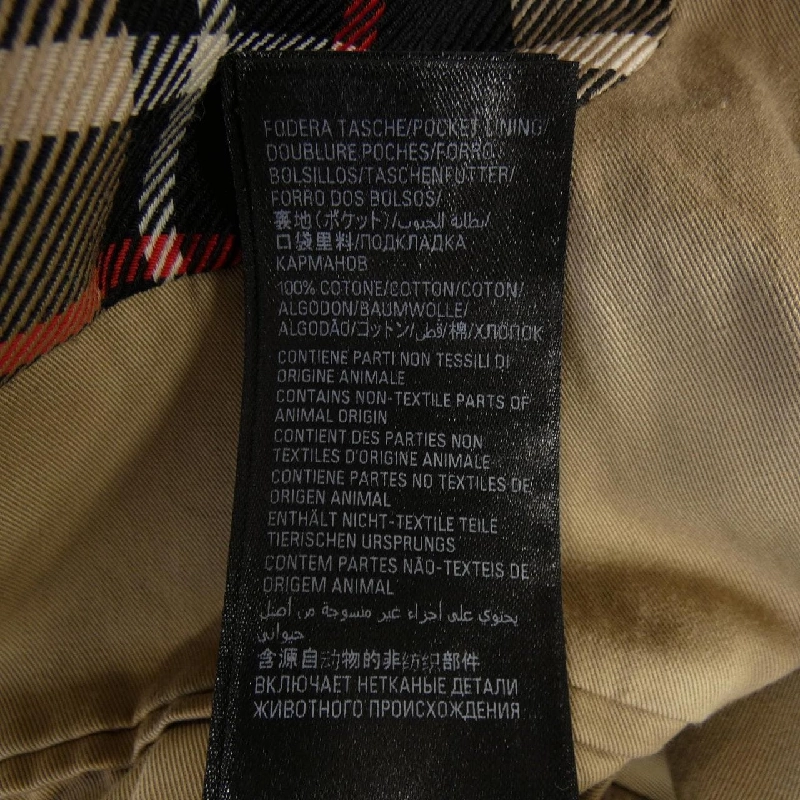 FODERA TASCHE/POCKET LINING/
DOUBLURE POCHES/FORRO
BOLSILLOS/TASCHENFUTTER/
FORRO DOS BOLSOS/
裏地(ポケット)/بطانة الجيوب/
口袋里料/ПОДКЛАДКА
КАРМАНОВ
100% COTONE/COTTON/COTON/
ALGODON/BAUMWOLLE/
ALGODÃO/コットン/قطن/棉/ХЛОПОК
CONTIENE PARTI NON TESSILI DI
ORIGINE ANIMALE
CONTAINS NON-TEXTILE PARTS OF
ANIMAL ORIGIN
CONTIENT DES PARTIES NON
TEXTILES D'ORIGINE ANIMALE
CONTIENE PARTES NO TEXTILES DE
ORIGEN ANIMAL
ENTHÄLT NICHT-TEXTILE TEILE
TIERISCHEN URSPRUNGS
CONTEM PARTES NÃO-TEXTEIS DE
ORIGEM ANIMAL
يحتوي على أجزاء غير منسوجة من أصل
حيواني
含源自动物的非纺织部件
ВКЛЮЧАЕТ НЕТКАНЫЕ ДЕТАЛИ
ЖИВОТНОГО ПРОИСХОЖДЕНИЯ